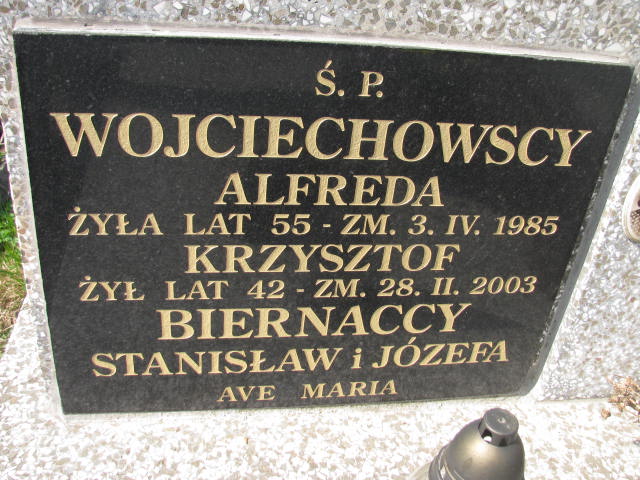 Ś. P.
WOJCIECHOWSCY
ALFREDA
ŻYŁA LAT 55 - ZM. 3. IV. 1985
KRZYSZTOF
ŻYŁ LAT 42 - ZM. 28. II. 2003
BIERNACCY
STANISŁAW i JÓZEFA
AVE MARIA